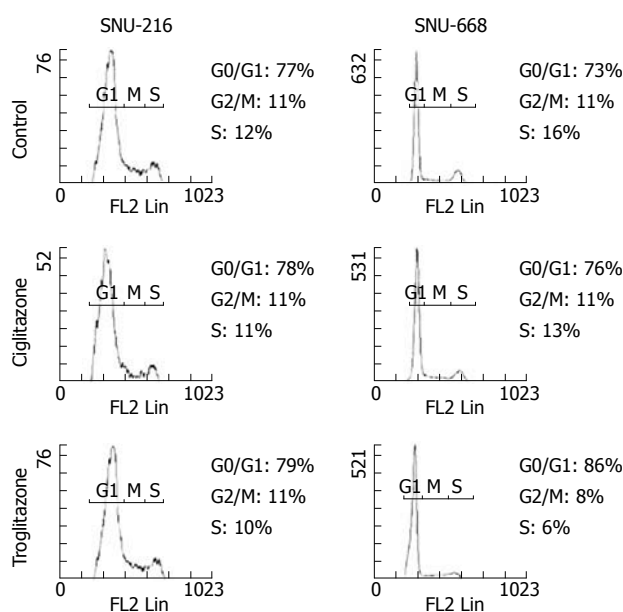 SNU-216 SNU-668
Control
76
G1 M S
G0/G1: 77%
G2/M: 11%
S: 12%
0 1023
FL2 Lin
632
G1 M S
G0/G1: 73%
G2/M: 11%
S: 16%
0 1023
FL2 Lin
Ciglitazone
52
G1 M S
G0/G1: 78%
G2/M: 11%
S: 11%
0 1023
FL2 Lin
531
G1 M S
G0/G1: 76%
G2/M: 11%
S: 13%
0 1023
FL2 Lin
Troglitazone
76
G1 M S
G0/G1: 79%
G2/M: 11%
S: 10%
0 1023
FL2 Lin
521
G1 M S
G0/G1: 86%
G2/M: 8%
S: 6%
0 1023
FL2 Lin